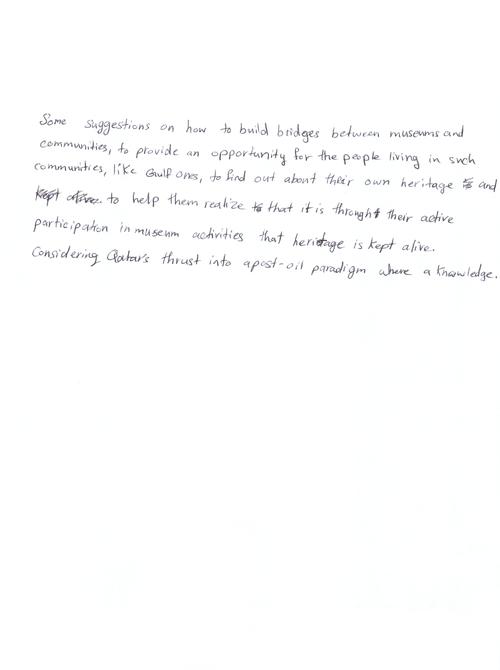 Some suggestions on how to build bridges between museums and
communities, to provide an opportunity for the people living in such
communities, like Gulf ones, to find out about their own heritage and
to help them realize that it is throught their active
participation in museum activities that heritage is kept alive.
Considering Qatar's thrust into a post-oil paradigm where a knowledge.